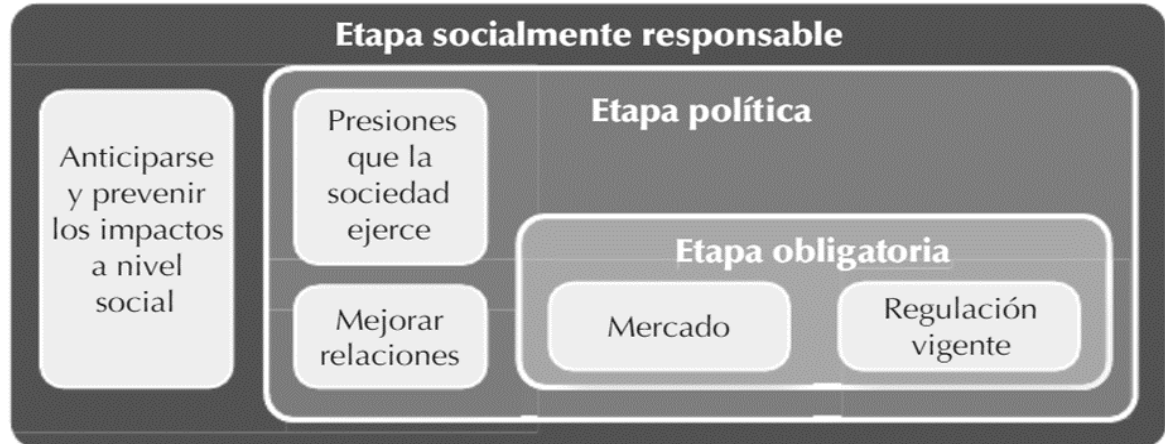 Etapa socialmente responsable
Anticiparse
y prevenir
los impactos
a nivel
social
Presiones
que la
sociedad
ejerce
Mejorar
relaciones
Etapa política
Etapa obligatoria
Mercado
Regulación
vigente